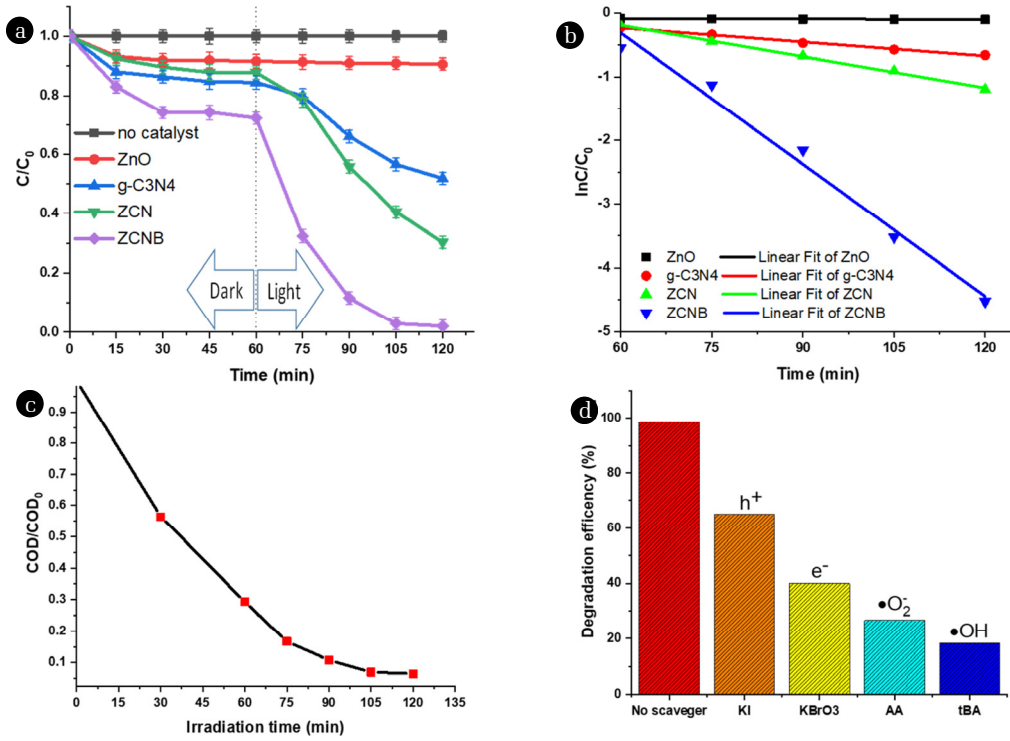 a
C/C0
1.0
0.8
0.6
0.4
0.2
0.0
no catalyst
ZnO
g-C3N4
ZCN
ZCNB
Dark
Light
0 15 30 45 60 75 90 105 120
Time (min)
b
lnC/C0
0
-1
-2
-3
-4
-5
ZnO Linear Fit of ZnO
g-C3N4 Linear Fit of g-C3N4
ZCN Linear Fit of ZCN
ZCNB Linear Fit of ZCNB
60 75 90 105 120
Time (min)
c
COD/COD0
0.9
0.8
0.7
0.6
0.5
0.4
0.3
0.2
0.1
0 15 30 45 60 75 90 105 120 135
Irradiation time (min)
d
Degradation efficency (%)
100
80
60
40
20
0
h+
e-
•O2-
•OH
No scaveger KI KBrO3 AA tBA